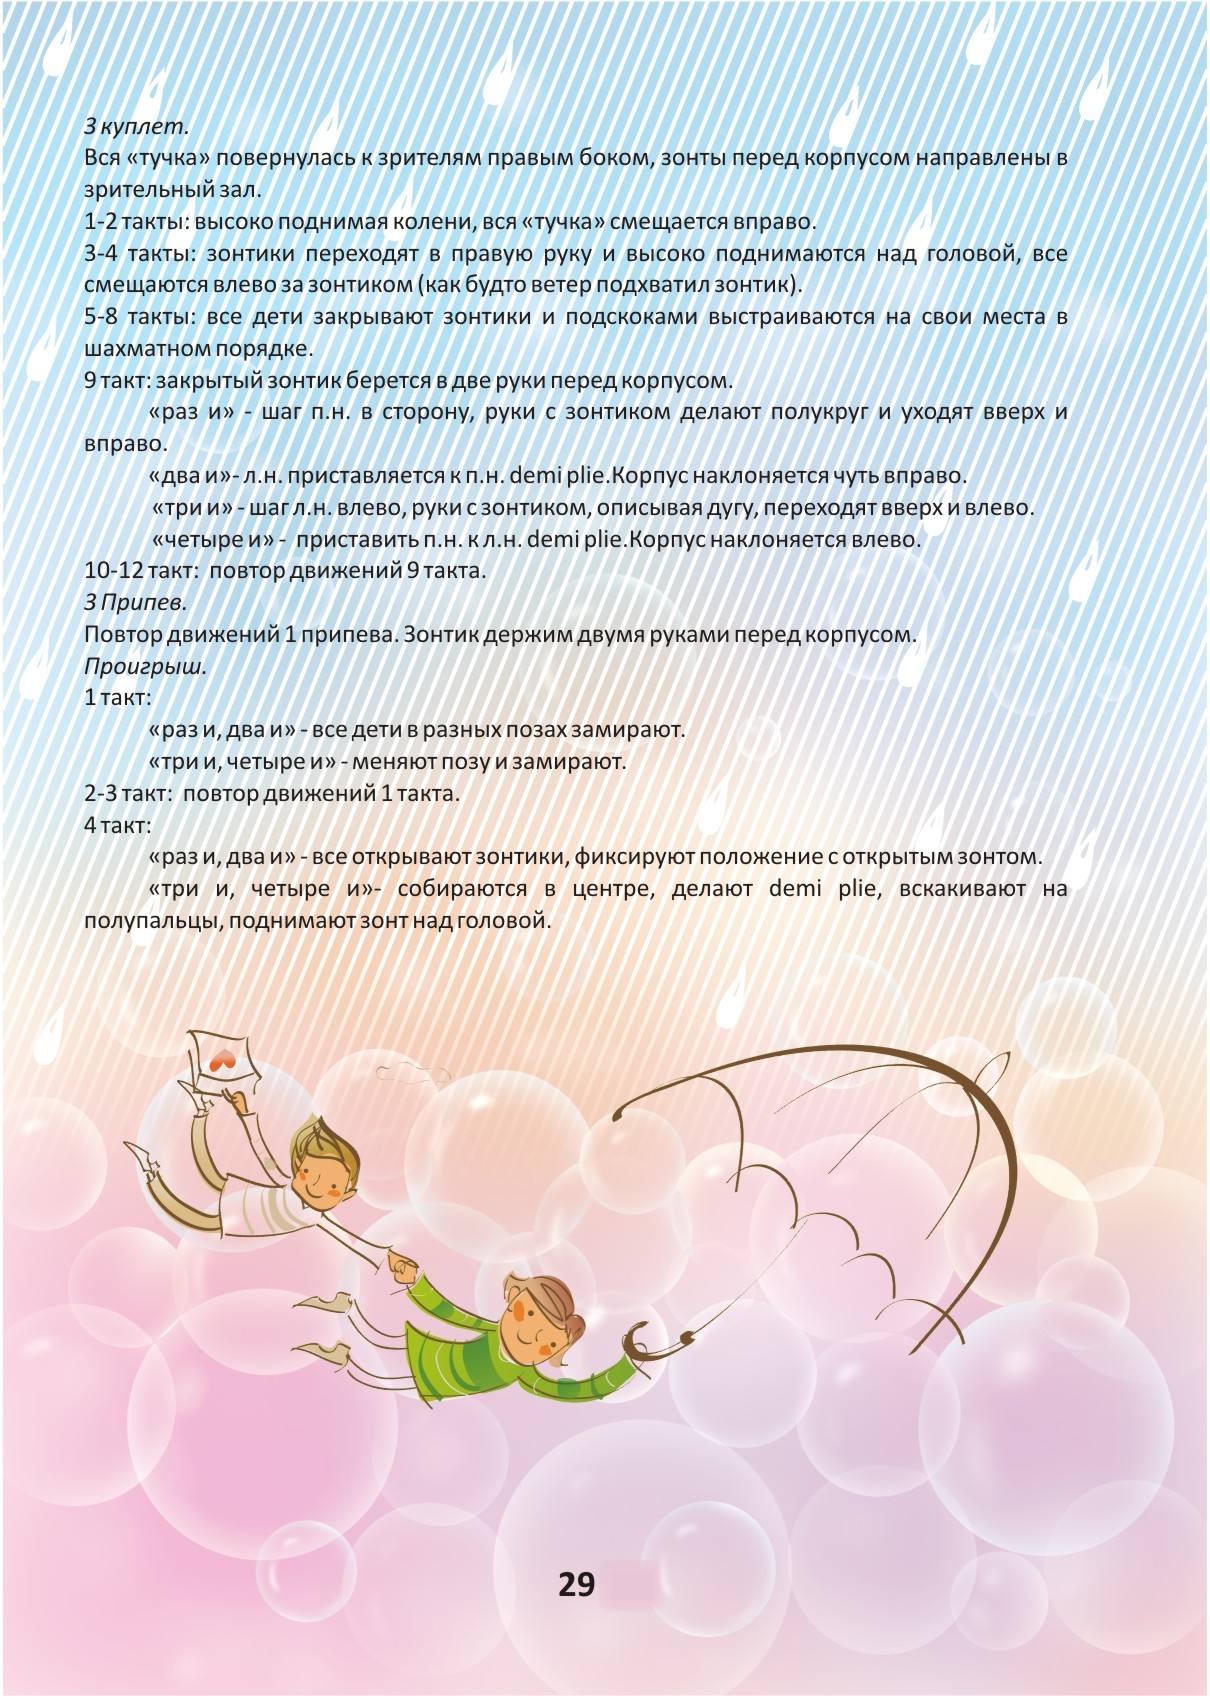 3 куплет.
Вся «тучка» повернулась к зрителям правым боком, зонты перед корпусом направлены в
зрительный зал.
1-2 такты: высоко поднимая колени, вся «тучка» смещается вправо.
3-4 такты: зонтики переходят в правую руку и высоко поднимаются над головой, все
смещаются влево за зонтиком (как будто ветер подхватил зонтик).
5-8 такты: все дети закрывают зонтики и подскоками выстраиваются на свои места в
шахматном порядке.
9 такт: закрытый зонтик берется в две руки перед корпусом.
«раз и» - шаг п.н. в сторону, руки с зонтиком делают полукруг и уходят вверх и
вправо.
«два и»- л.н. приставляется к п.н. demi plie.Корпус наклоняется чуть вправо.
«три и» - шаг л.н. влево, руки с зонтиком, описывая дугу, переходят вверх и влево.
«четыре и» - приставить п.н. к л.н. demi plie.Корпус наклоняется влево.
10-12 такт: повтор движений 9 такта.
3 Припев.
Повтор движений 1 припева. Зонтик держим двумя руками перед корпусом.
Проигрыш.
1 такт:
«раз и, два и» - все дети в разных позах замирают.
«три и, четыре и» - меняют позу и замирают.
2-3 такт: повтор движений 1 такта.
4 такт:
«раз и, два и» - все открывают зонтики, фиксируют положение с открытым зонтом.
«три и, четыре и»- собираются в центре, делают demi plie, вскакивают на
полупальцы, поднимают зонт над головой.
29